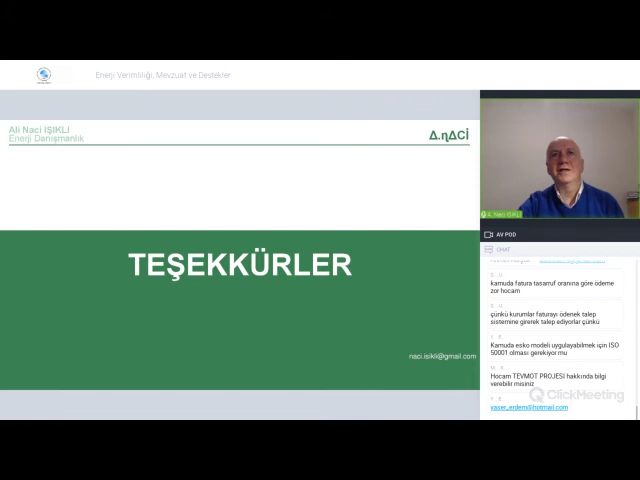 Enerji Verimliliği, Mevzuat ve Destekler
Ali Naci IŞIKLI
Enerji Danışmanlık
Δ.ηΔCİ
TEŞEKKÜRLER
naci.isikli@gmail.com
A. Naci IŞIKLI
AV POD
CHAT
S... U...
kamuda fatura tasarruf oranına göre ödeme
zor hocam
S... U...
çünkü kurumlar faturayı ödenek talep
sistemine girerek talep ediyorlar çünkü
Y... E...
Kamuda esko modeli uygulayabilmek için ISO
50001 olması gerekiyor mu
M... K...
Hocam TEVMOT PROJESI hakkında bilgi
verebilir misiniz
Y... E...
yaser_erdem@hotmail.com
ClickMeeting